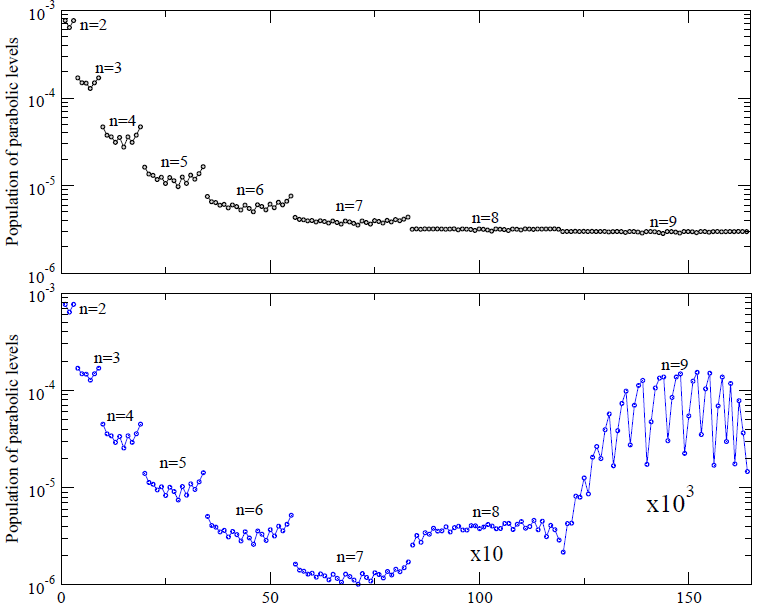 10⁻³
n=2
n=3
10⁻⁴
n=4
n=5
10⁻⁵
n=6
n=7
n=8
n=9
10⁻⁶
Population of parabolic levels
10⁻³
n=2
n=3
n=9
10⁻⁴
n=4
n=5
10⁻⁵
x10³
n=6
n=8
x10
n=7
10⁻⁶
Population of parabolic levels
0
50
100
150